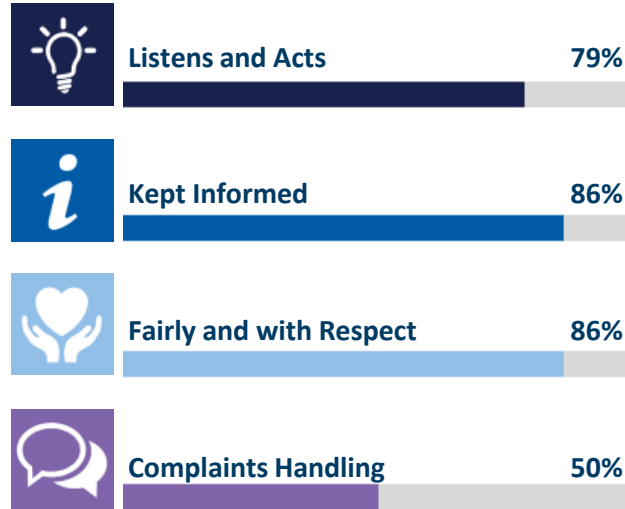 Listens and Acts 79%
Kept Informed 86%
Fairly and with Respect 86%
Complaints Handling 50%